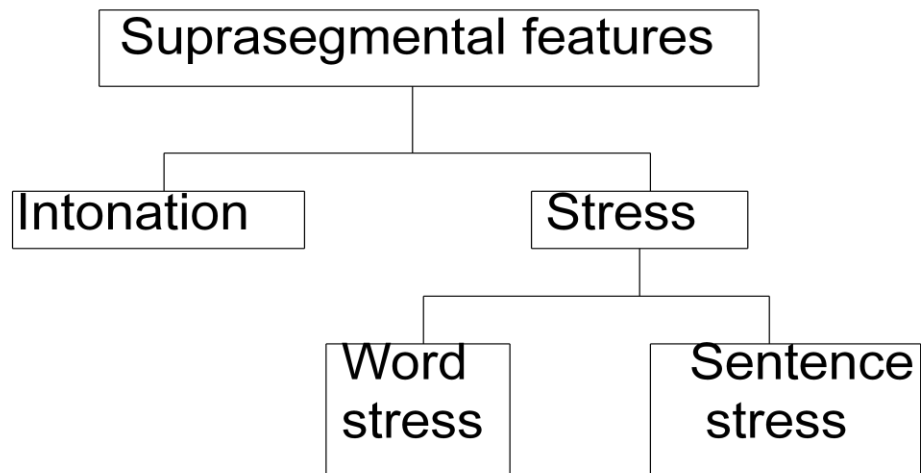 Suprasegmental features
Intonation
Stress
Word
stress
Sentence
stress